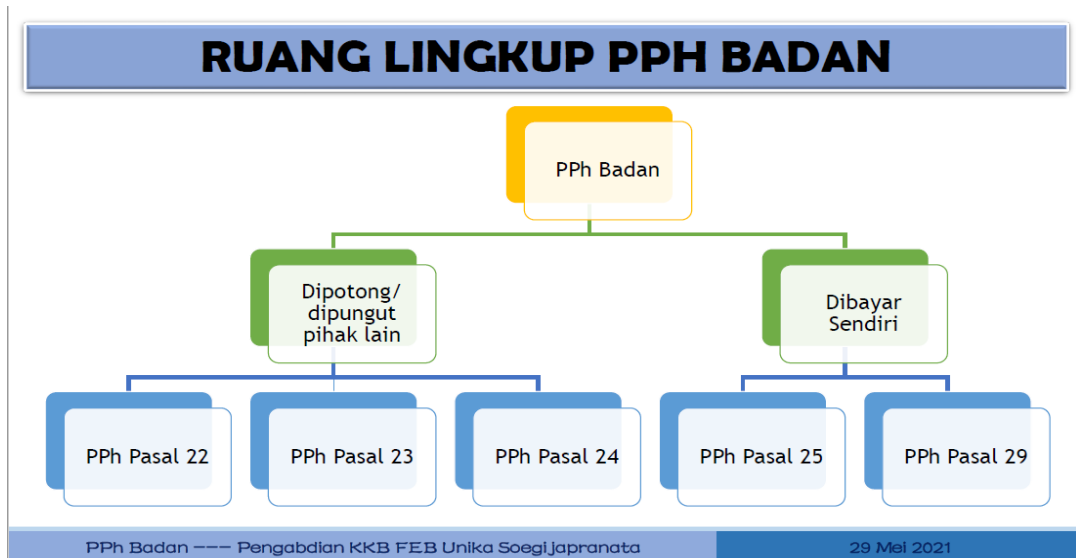 RUANG LINGKUP PPH BADAN
PPh Badan
Dipotong/
dipungut
pihak lain
Dibayar
Sendiri
PPh Pasal 22
PPh Pasal 23
PPh Pasal 24
PPh Pasal 25
PPh Pasal 29
PPh Badan --- Pengabdian KKB FEB Unika Soegijapranata
29 Mei 2021